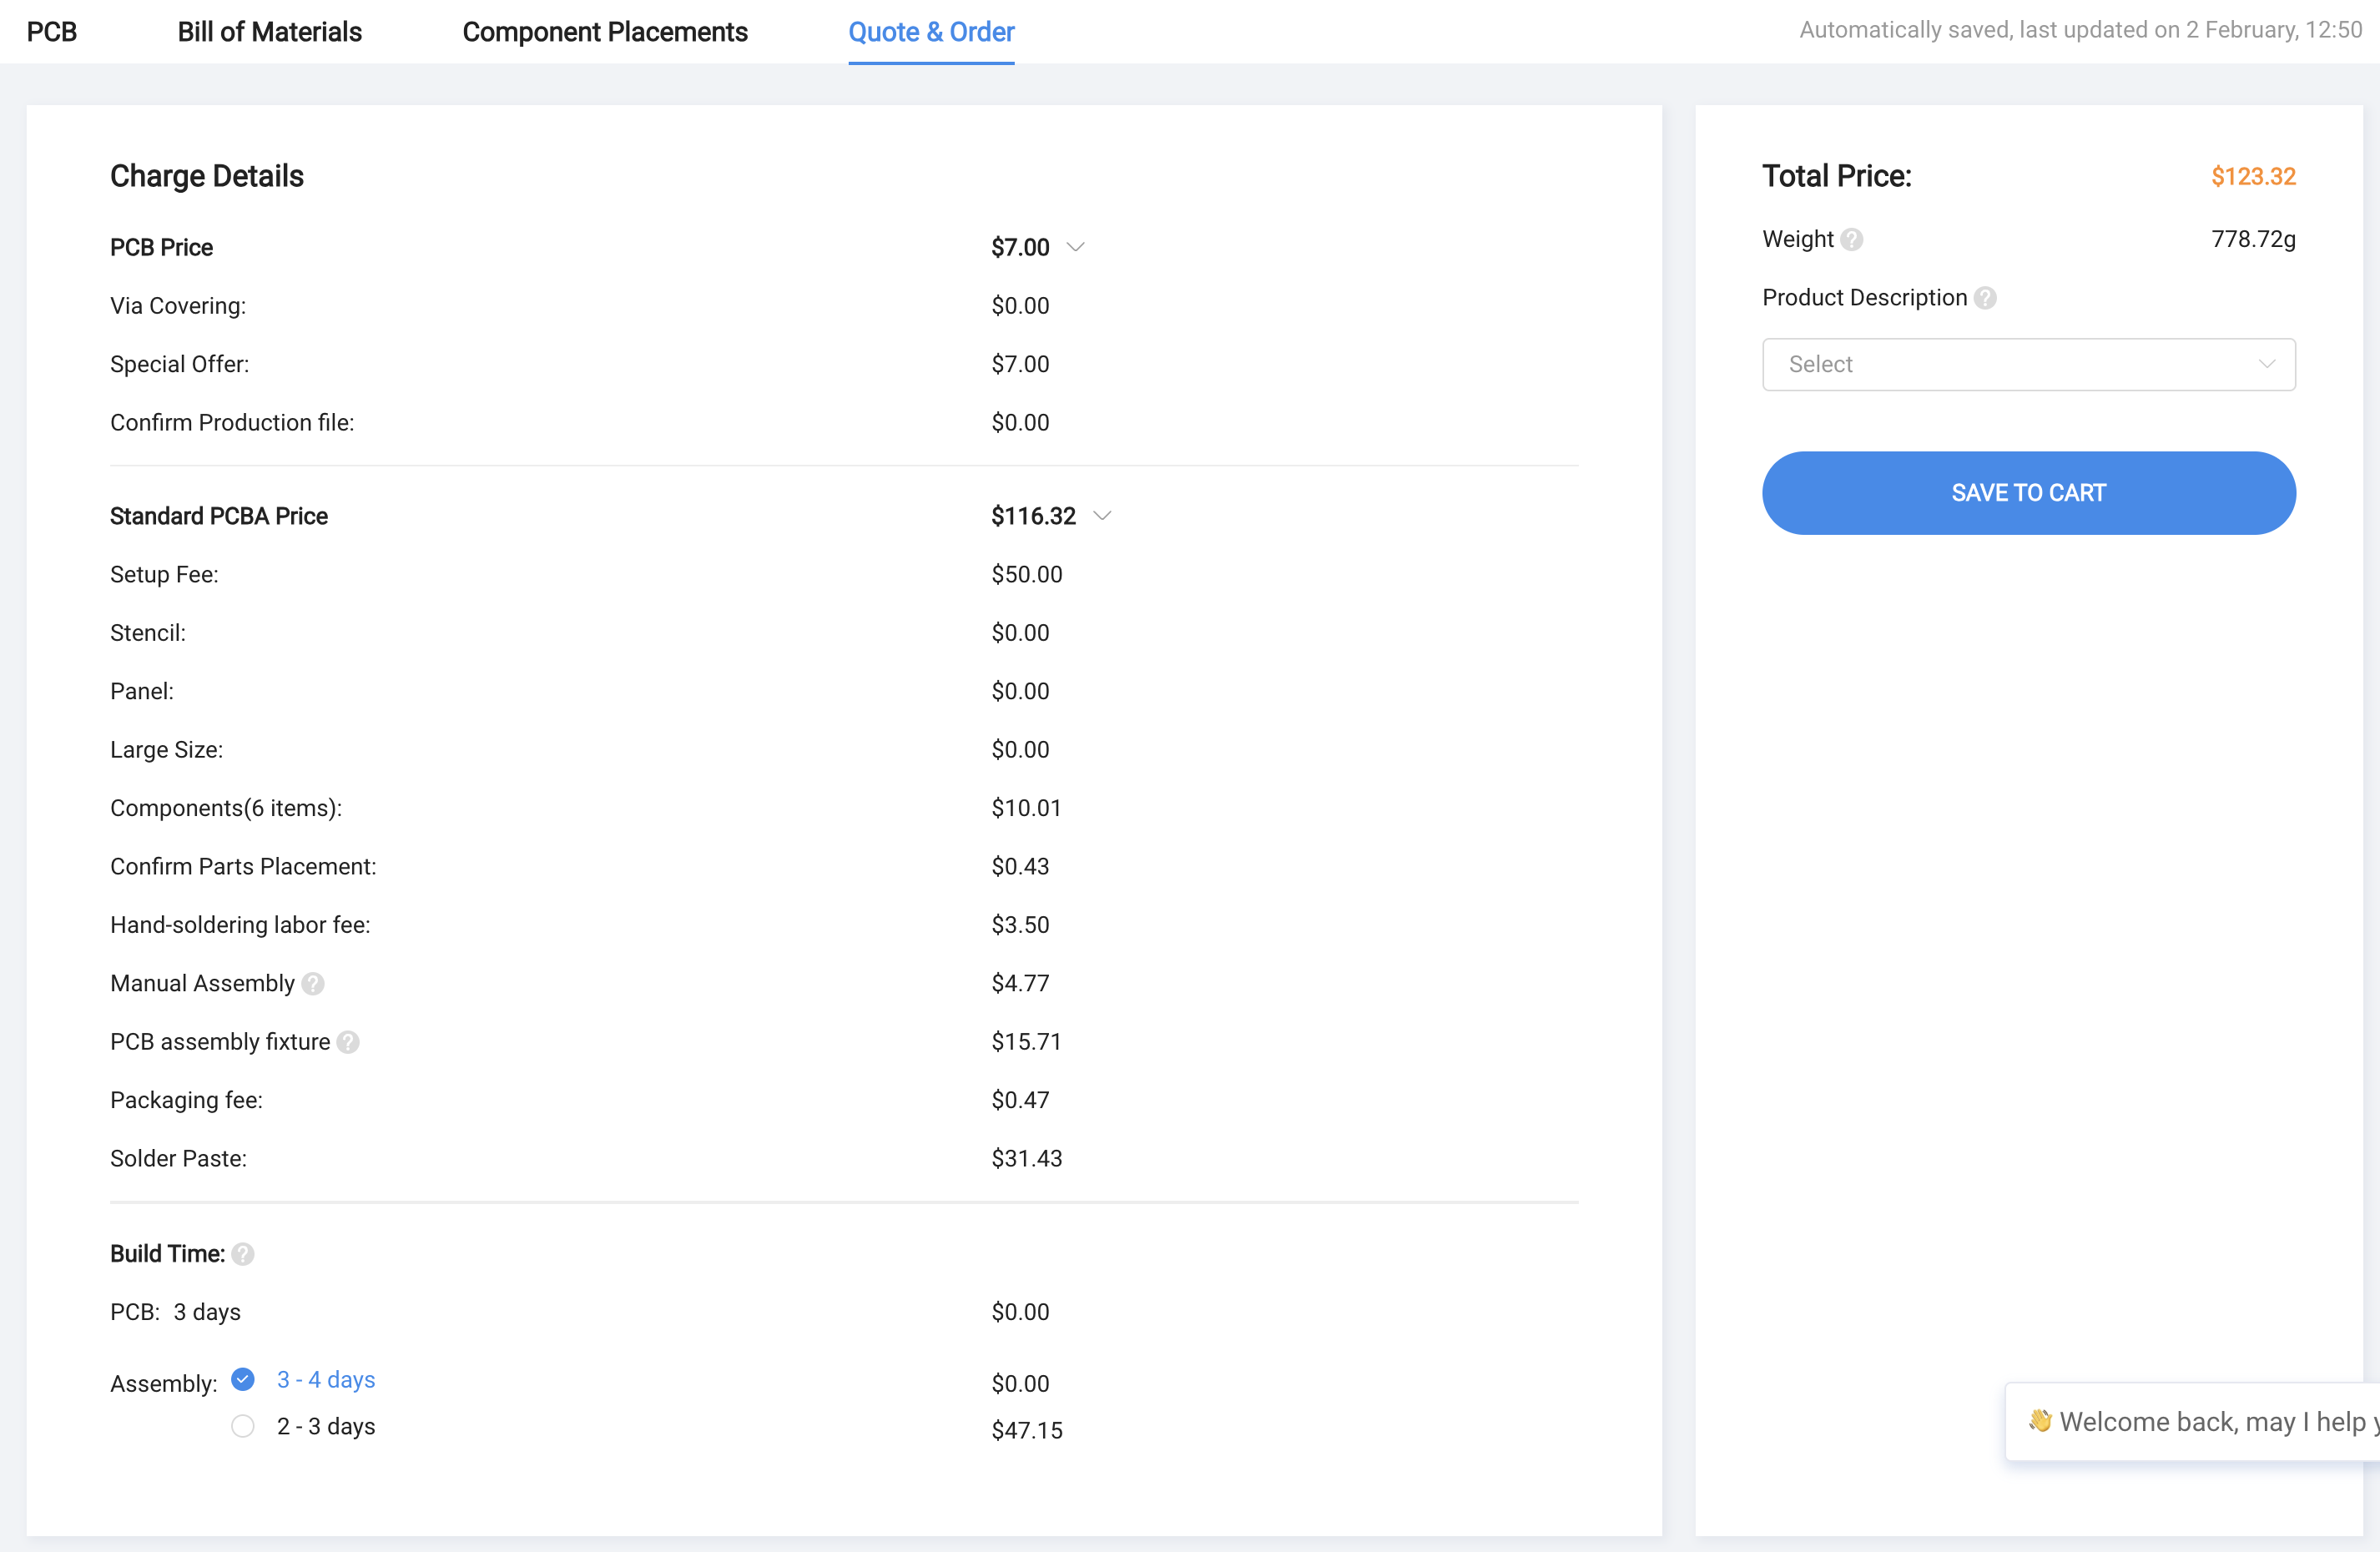 PCB Bill of Materials Component Placements Quote & Order Automatically saved, last updated on 2 February, 12:50
Charge Details
PCB Price $7.00
Via Covering: $0.00
Special Offer: $7.00
Confirm Production file: $0.00
Standard PCBA Price $116.32
Setup Fee: $50.00
Stencil: $0.00
Panel: $0.00
Large Size: $0.00
Components(6 items): $10.01
Confirm Parts Placement: $0.43
Hand-soldering labor fee: $3.50
Manual Assembly ? $4.77
PCB assembly fixture ? $15.71
Packaging fee: $0.47
Solder Paste: $31.43
Build Time: ?
PCB: 3 days $0.00
Assembly: 3 - 4 days $0.00
2 - 3 days $47.15
Total Price: $123.32
Weight ? 778.72g
Product Description ?
Select
SAVE TO CART
👋 Welcome back, may I help